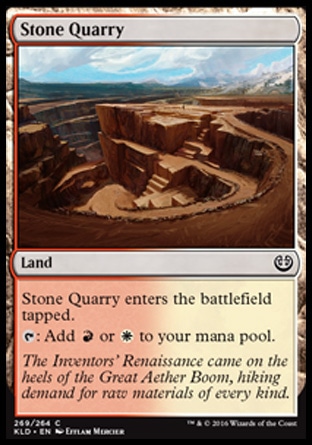 Stone Quarry
Land
Stone Quarry enters the battlefield
tapped.
: Add or to your mana pool.
The Inventors' Renaissance came on the
heels of the Great Aether Boom, hiking
demand for raw materials of every kind.
269/264 C
KLD • EN Efflam Mercier
™ & © 2016 Wizards of the Coast